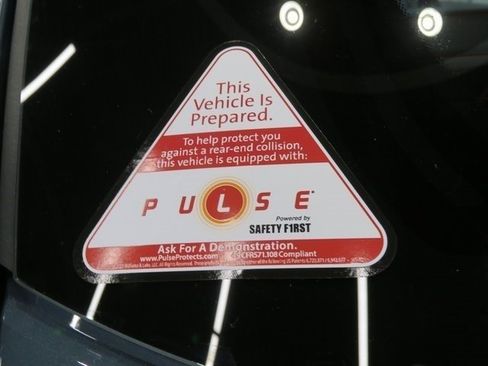 This
Vehicle Is
Prepared.
To help protect you
against a rear-end collision,
this vehicle is equipped with:
PULSE
Powered by
SAFETY F1RST
Ask For A Demonstration.
www.PulseProtects.com 49CFR571.108 Compliant